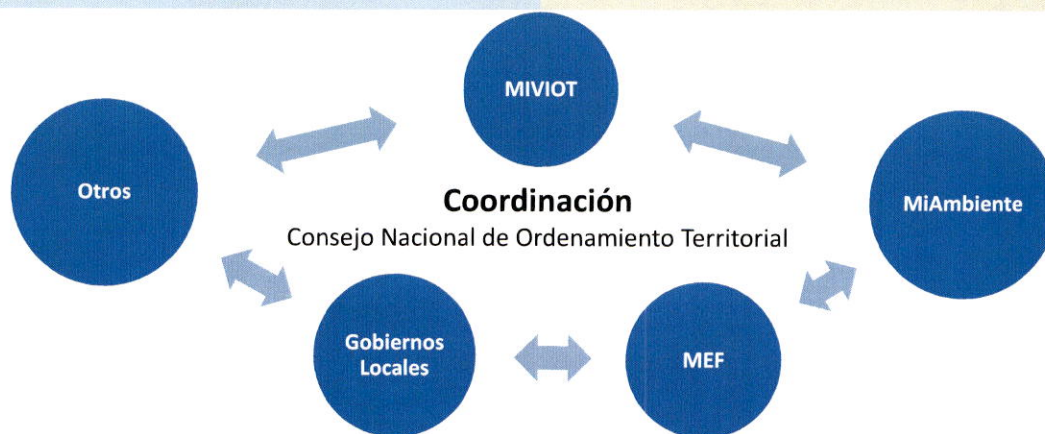 MIVIOT
Otros
MiAmbiente
Coordinación
Consejo Nacional de Ordenamiento Territorial
Gobiernos
Locales
MEF